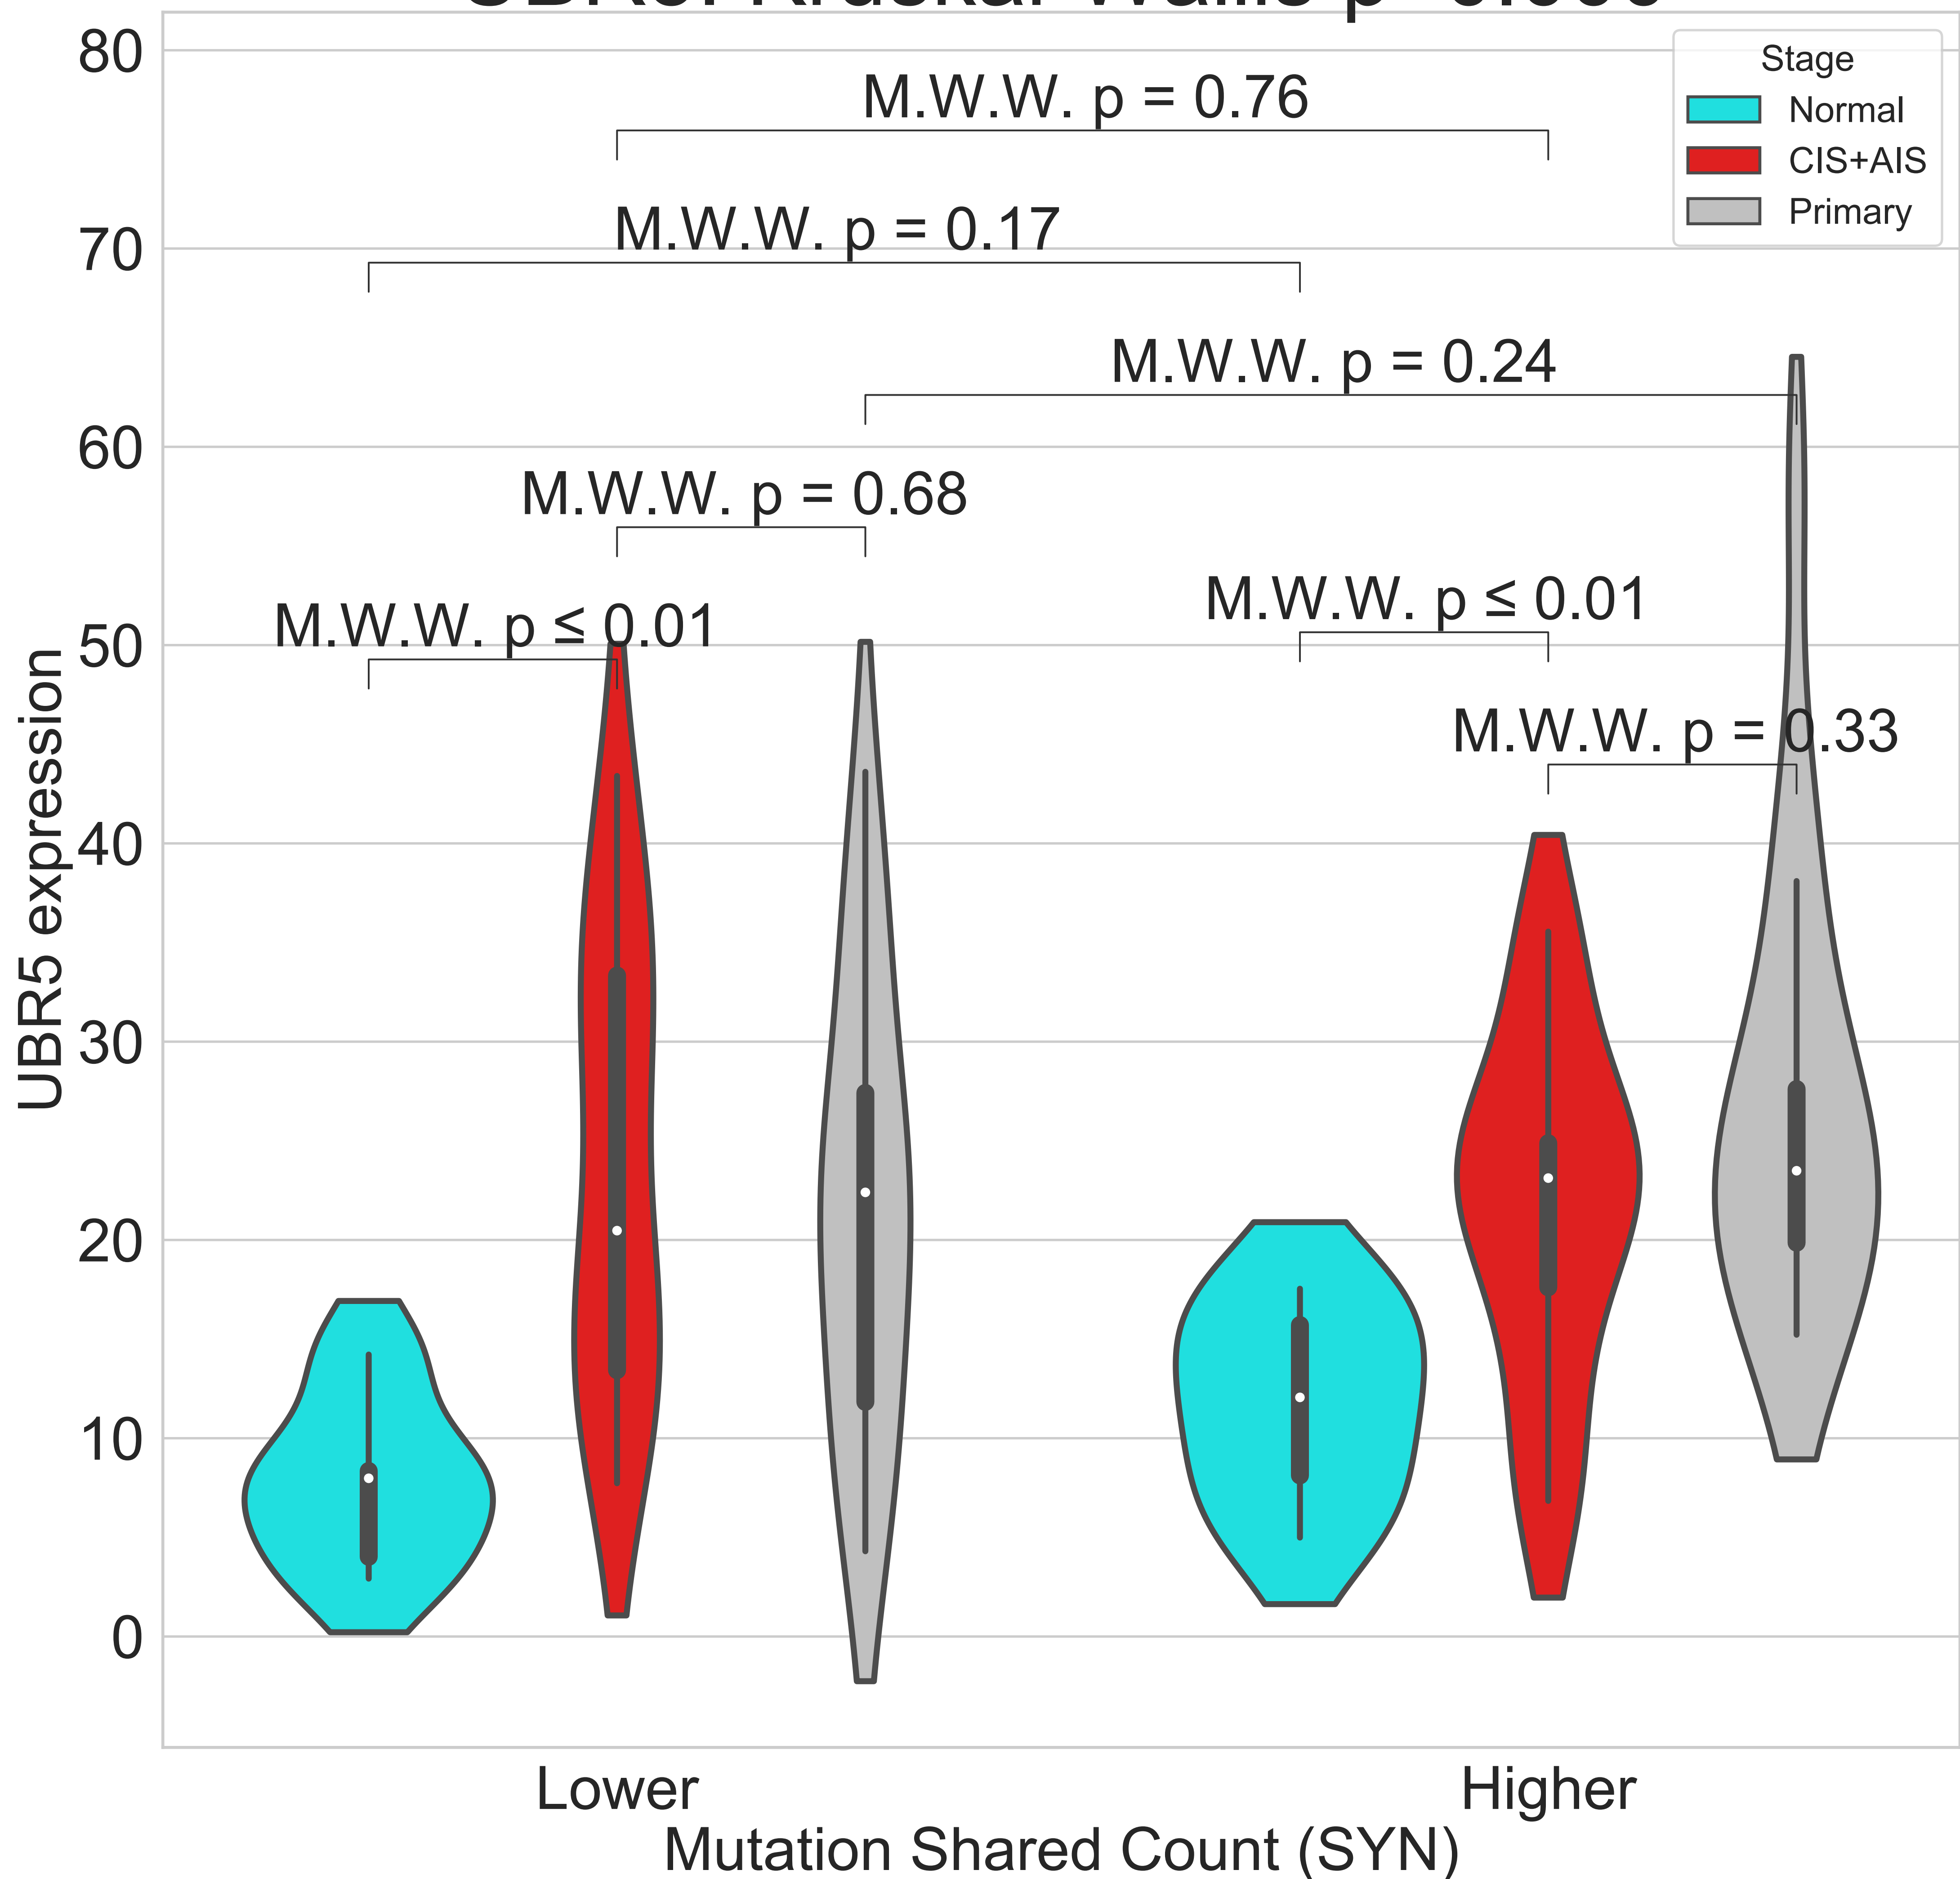 80
70
60
50
40
30
20
10
0
UBR5 expression
M.W.W. p = 0.76
M.W.W. p = 0.17
M.W.W. p = 0.24
M.W.W. p = 0.68
M.W.W. p ≤ 0.01
M.W.W. p ≤ 0.01
M.W.W. p = 0.33
Stage
Normal
CIS+AIS
Primary
Lower
Higher
Mutation Shared Count (SYN)